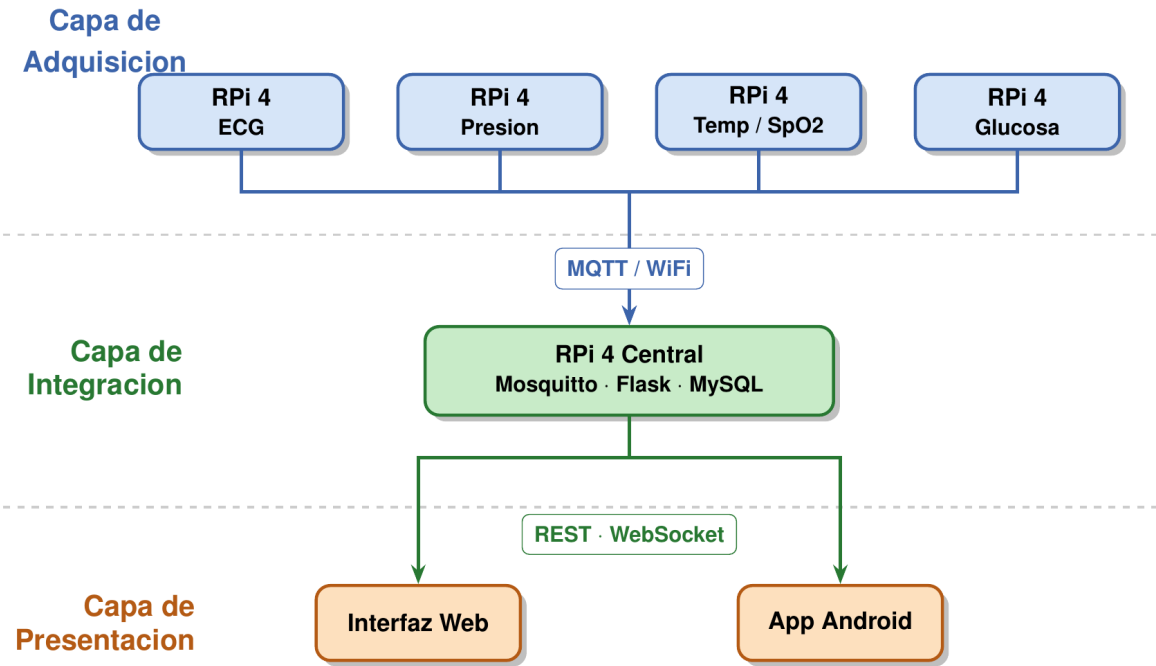 Capa de
Adquisicion
RPi 4
ECG
RPi 4
Presion
RPi 4
Temp / SpO2
RPi 4
Glucosa
MQTT / WiFi
Capa de
Integracion
RPi 4 Central
Mosquitto · Flask · MySQL
REST · WebSocket
Capa de
Presentacion
Interfaz Web
App Android